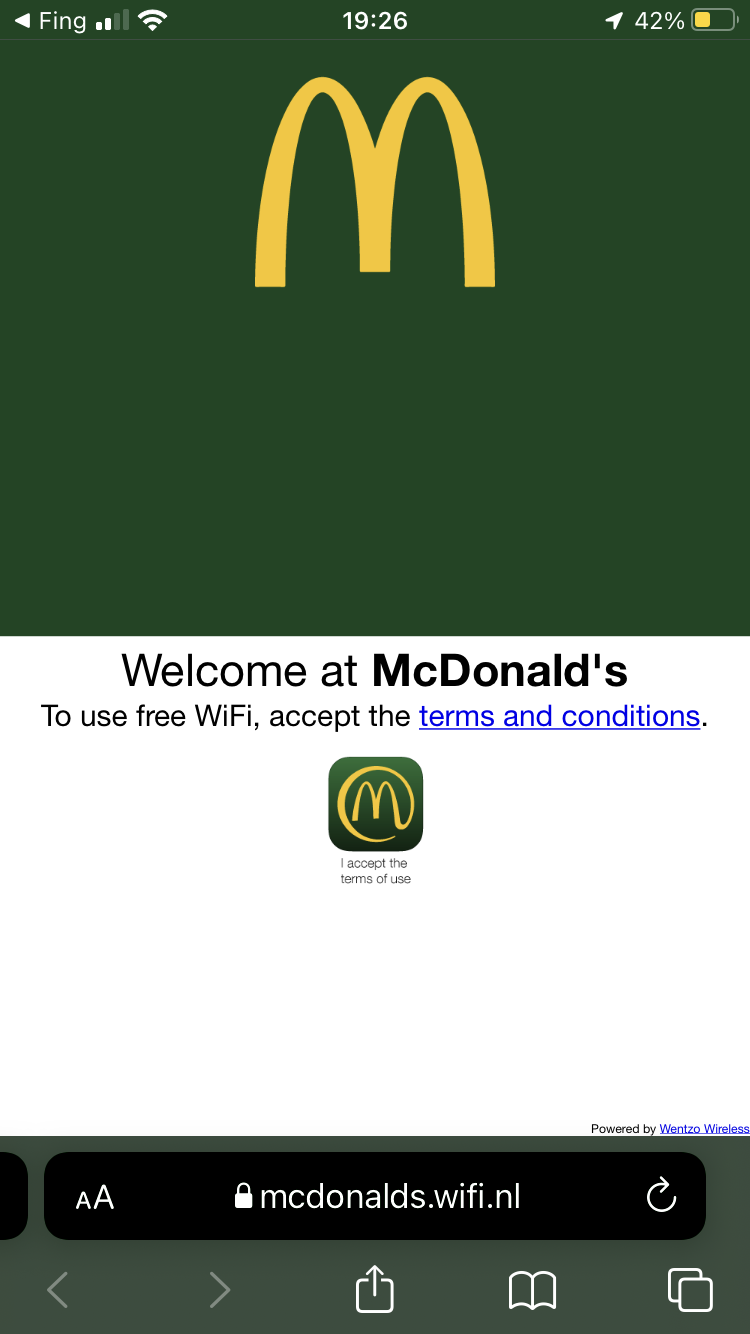 Fing
19:26
42%
Welcome at McDonald's
To use free WiFi, accept the terms and conditions.
I accept the
terms of use
Powered by Wentzo Wireless
AA
mcdonalds.wifi.nl